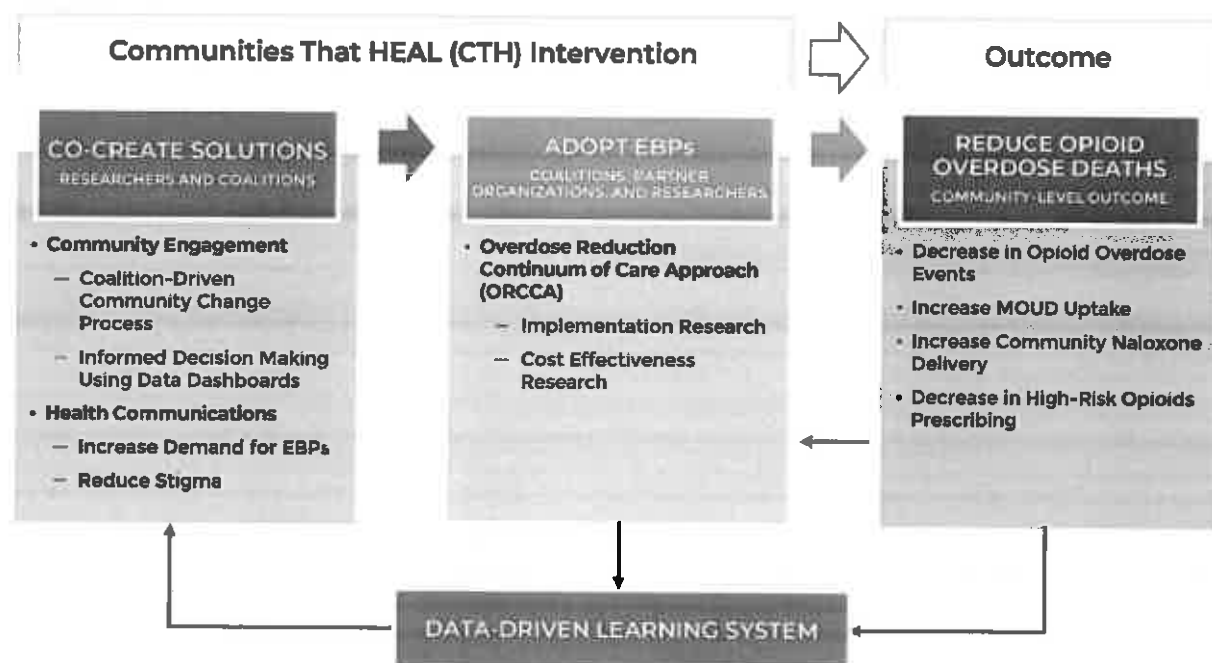 Communities That HEAL (CTH) Intervention
Outcome
CO-CREATE SOLUTIONS
RESEARCHERS AND COALITIONS
• Community Engagement
— Coalition-Driven
Community Change
Process
— Informed Decision Making
Using Data Dashboards
• Health Communications
— Increase Demand for EBPs
— Reduce Stigma
ADOPT EBPs
COALITIONS, PARTNER
ORGANIZATIONS, AND RESEARCHERS
• Overdose Reduction
Continuum of Care Approach
(ORCCA)
— Implementation Research
— Cost Effectiveness
Research
REDUCE OPIOID
OVERDOSE DEATHS
COMMUNITY-LEVEL OUTCOME
• Decrease in Opioid Overdose
Events
• Increase MOUD Uptake
• Increase Community Naloxone
Delivery
• Decrease in High-Risk Opioids
Prescribing
DATA-DRIVEN LEARNING SYSTEM